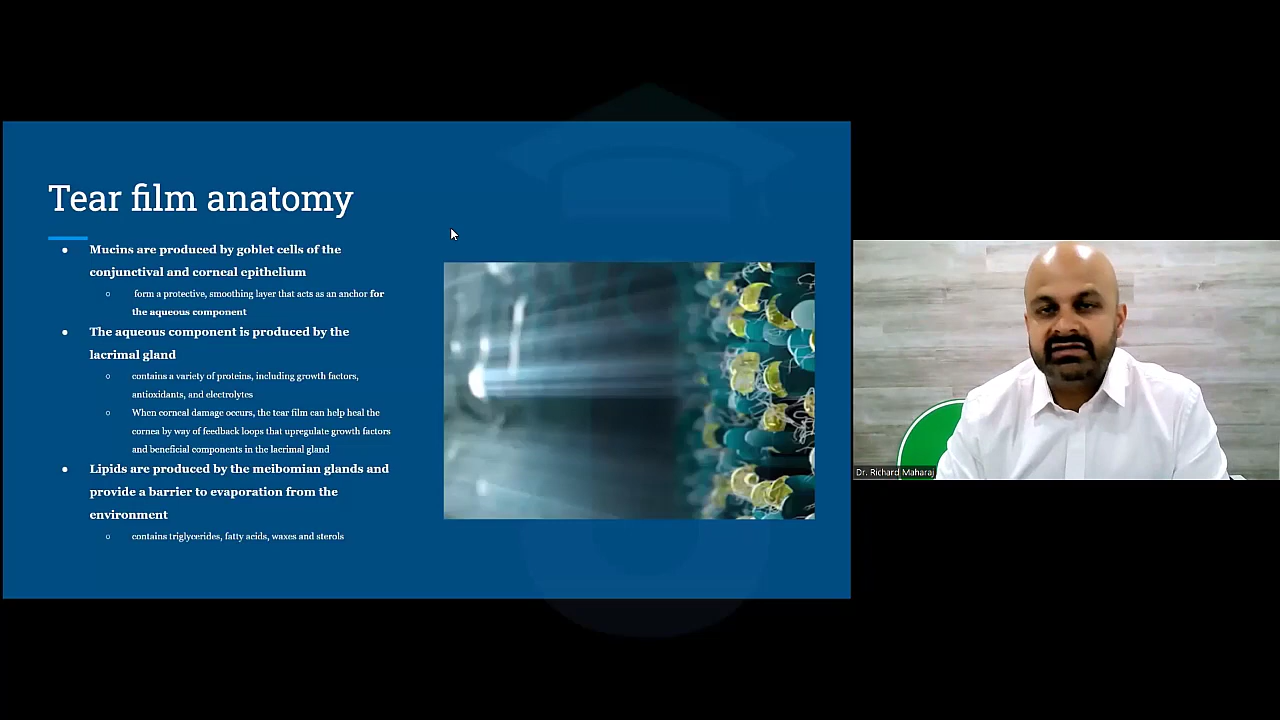 Tear film anatomy
● Mucins are produced by goblet cells of the
conjunctival and corneal epithelium
○ form a protective, smoothing layer that acts as an anchor for
the aqueous component
● The aqueous component is produced by the
lacrimal gland
○ contains a variety of proteins, including growth factors,
antioxidants, and electrolytes
○ When corneal damage occurs, the tear film can help heal the
cornea by way of feedback loops that upregulate growth factors
and beneficial components in the lacrimal gland
● Lipids are produced by the meibomian glands and
provide a barrier to evaporation from the
environment
○ contains triglycerides, fatty acids, waxes and sterols
Dr. Richard Maharaj